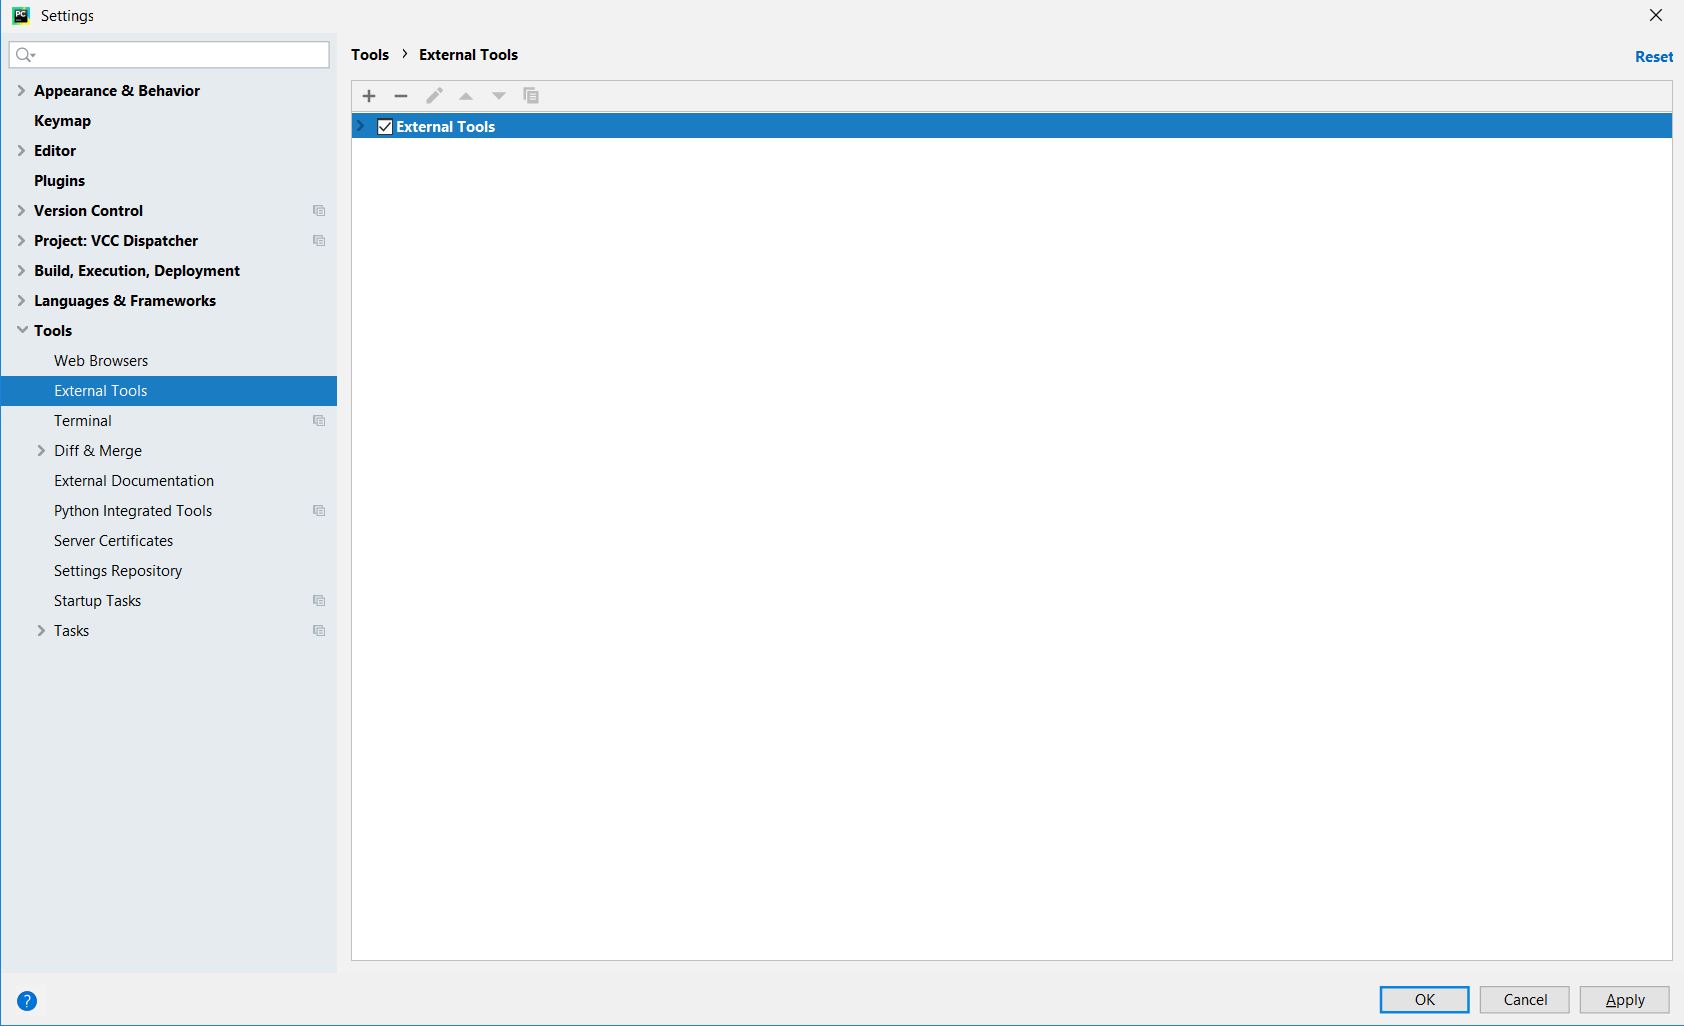 PC
Settings
Appearance & Behavior
Keymap
Editor
Plugins
Version Control
Project: VCC Dispatcher
Build, Execution, Deployment
Languages & Frameworks
Tools
Web Browsers
External Tools
Terminal
Diff & Merge
External Documentation
Python Integrated Tools
Server Certificates
Settings Repository
Startup Tasks
Tasks
Tools › External Tools
Reset
External Tools
?
OK
Cancel
Apply